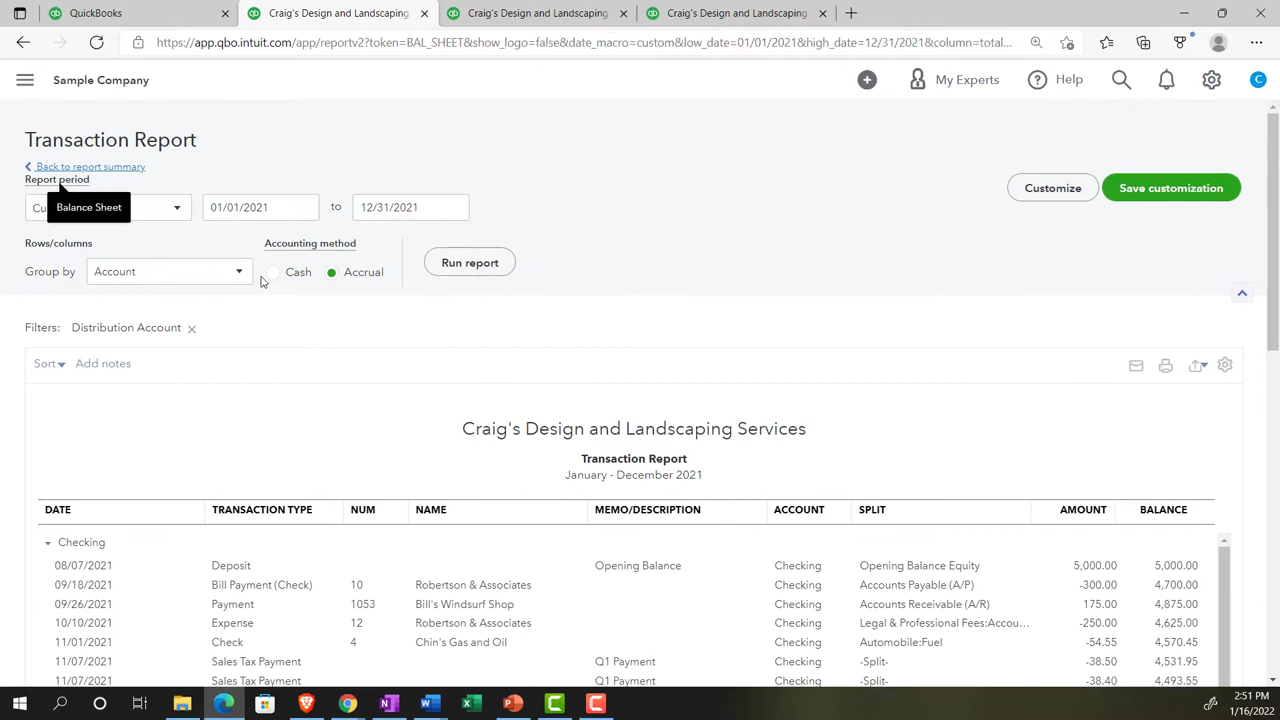 QuickBooks
Craig's Design and Landscaping
Craig's Design and Landscaping
Craig's Design and Landscaping
https://app.qbo.intuit.com/app/reportv2?token=BAL_SHEET&show_logo=false&date_macro=custom&low_date=01/01/2021&high_date=12/31/2021&column=total...
Sample Company
My Experts
Help
C
Transaction Report
Back to report summary
Report period
Customize
Save customization
Cu
Balance Sheet
01/01/2021
to
12/31/2021
Rows/columns
Accounting method
Group by
Account
Cash
Accrual
Run report
Filters: Distribution Account
Sort
Add notes
Craig's Design and Landscaping Services
Transaction Report
January - December 2021
DATE TRANSACTION TYPE NUM NAME MEMO/DESCRIPTION ACCOUNT SPLIT AMOUNT BALANCE
Checking
08/07/2021 Deposit Opening Balance Checking Opening Balance Equity 5,000.00 5,000.00
09/18/2021 Bill Payment (Check) 10 Robertson & Associates Checking Accounts Payable (A/P) -300.00 4,700.00
09/26/2021 Payment 1053 Bill's Windsurf Shop Checking Accounts Receivable (A/R) 175.00 4,875.00
10/10/2021 Expense 12 Robertson & Associates Checking Legal & Professional Fees:Accou... -250.00 4,625.00
11/01/2021 Check 4 Chin's Gas and Oil Checking Automobile:Fuel -54.55 4,570.45
11/07/2021 Sales Tax Payment Q1 Payment Checking -Split- -38.50 4,531.95
11/07/2021 Sales Tax Payment Q1 Payment Checking -Split- -38.40 4,493.55
2:51 PM
1/16/2022